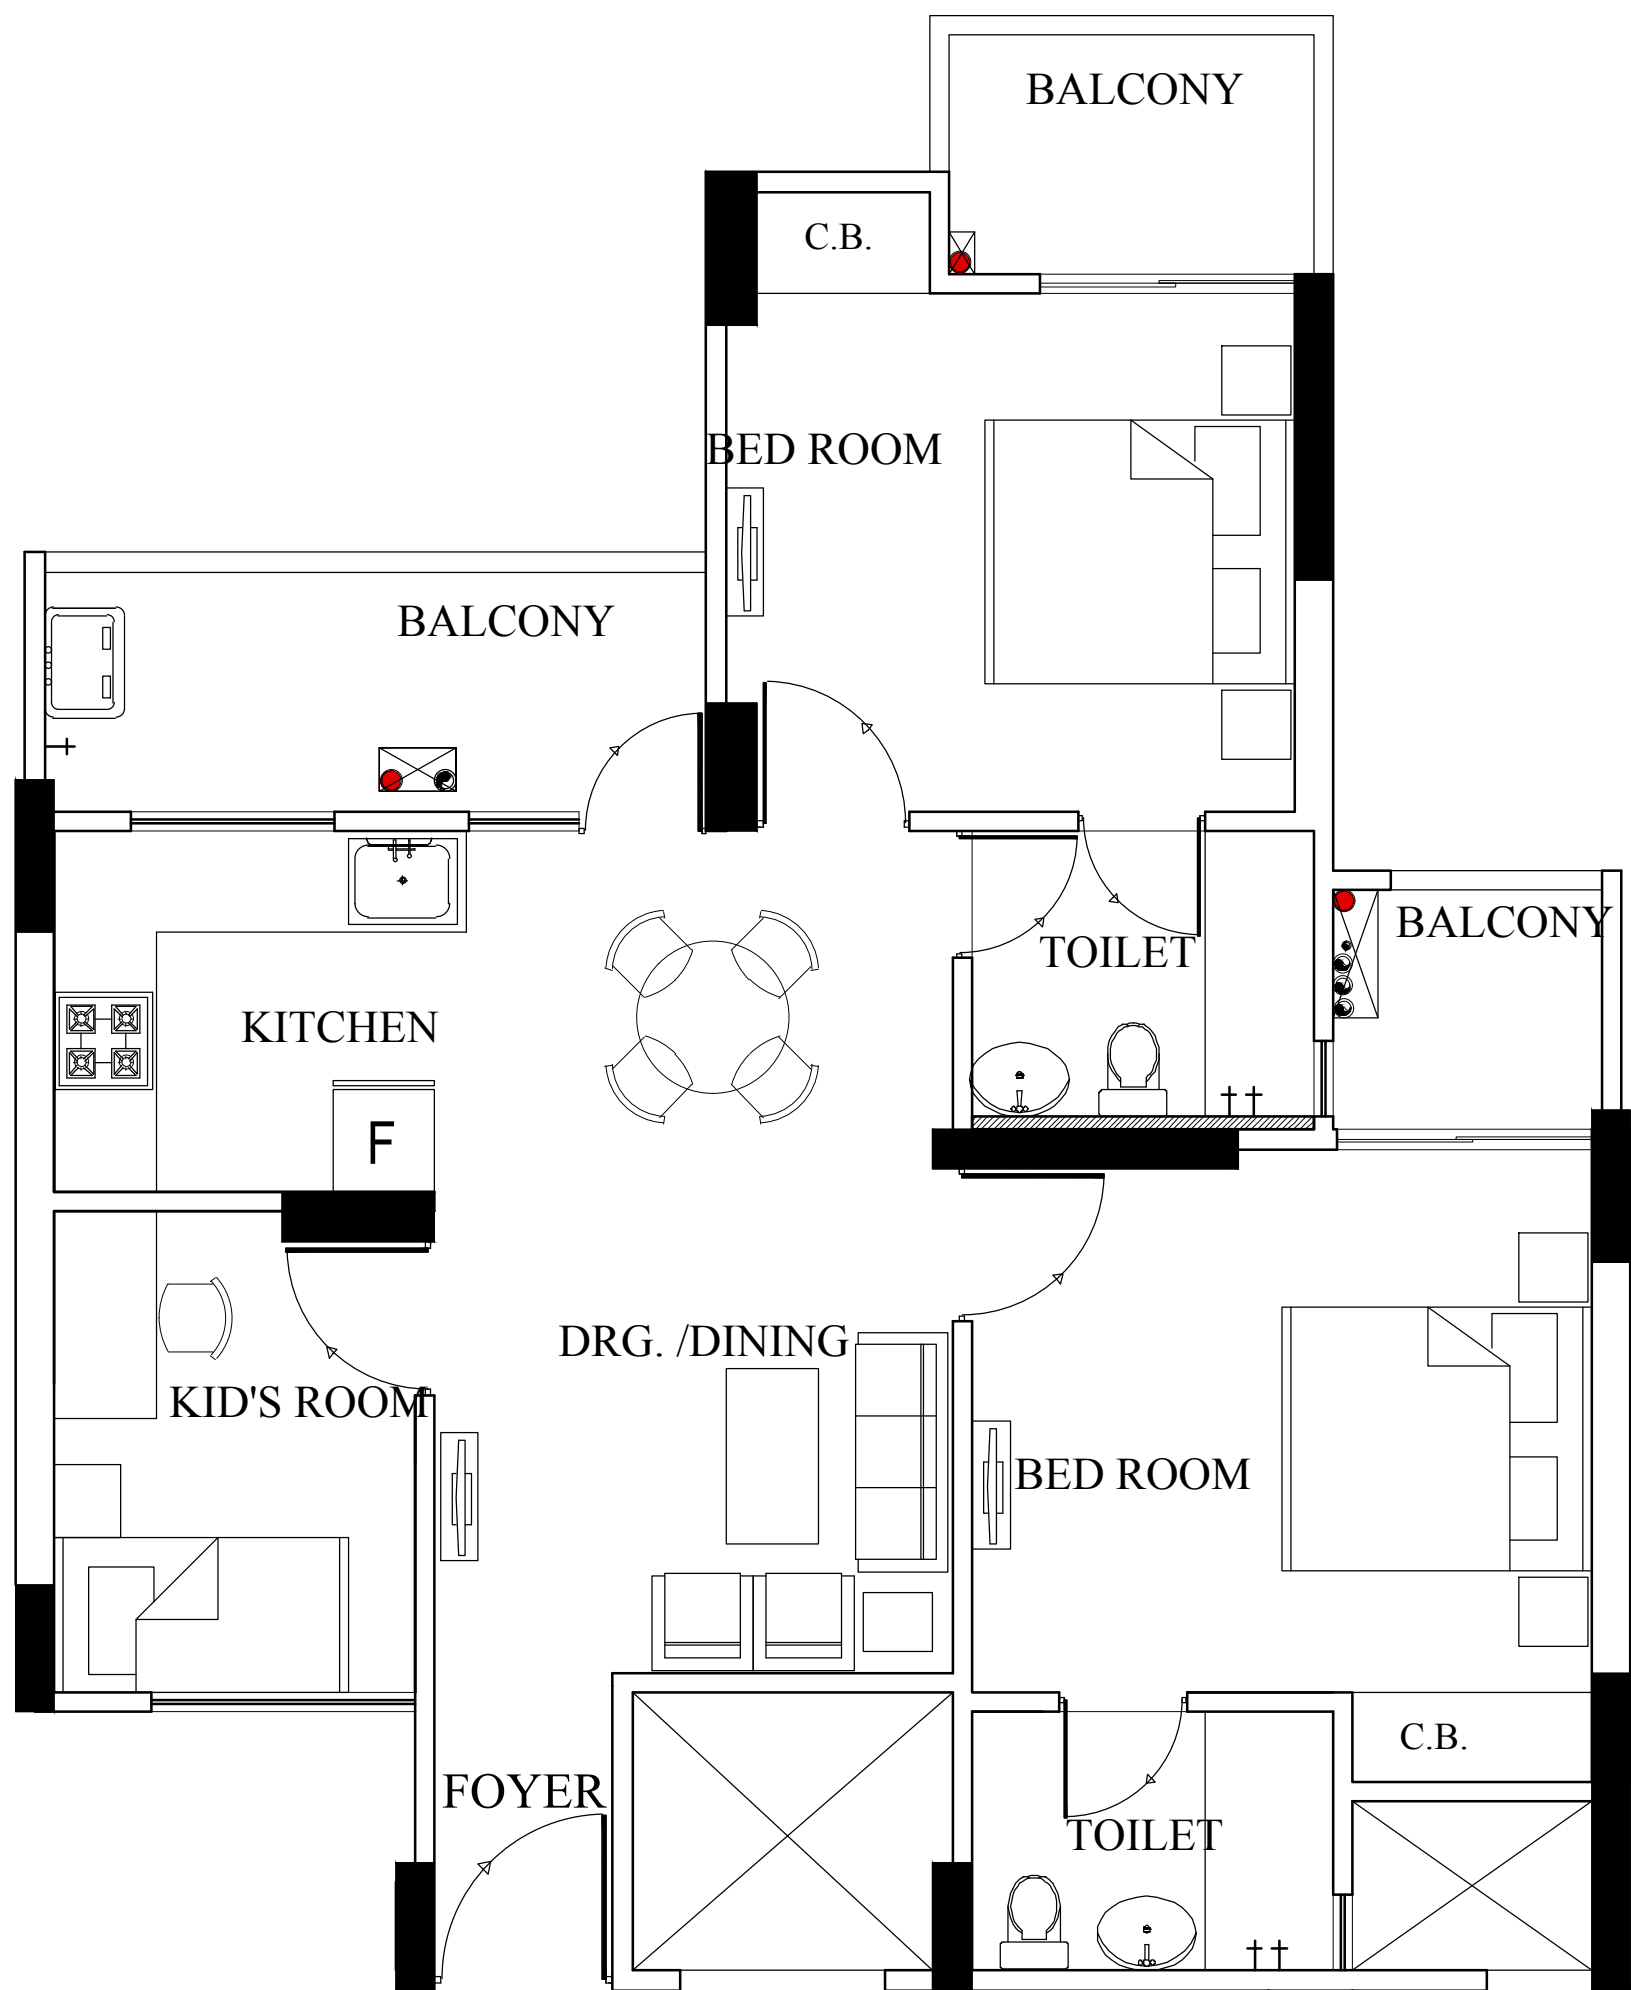 BALCONY
C.B.
BED ROOM
BALCONY
BALCONY
TOILET
KITCHEN
F
DRG. /DINING
KID'S ROOM
BED ROOM
C.B.
FOYER
TOILET